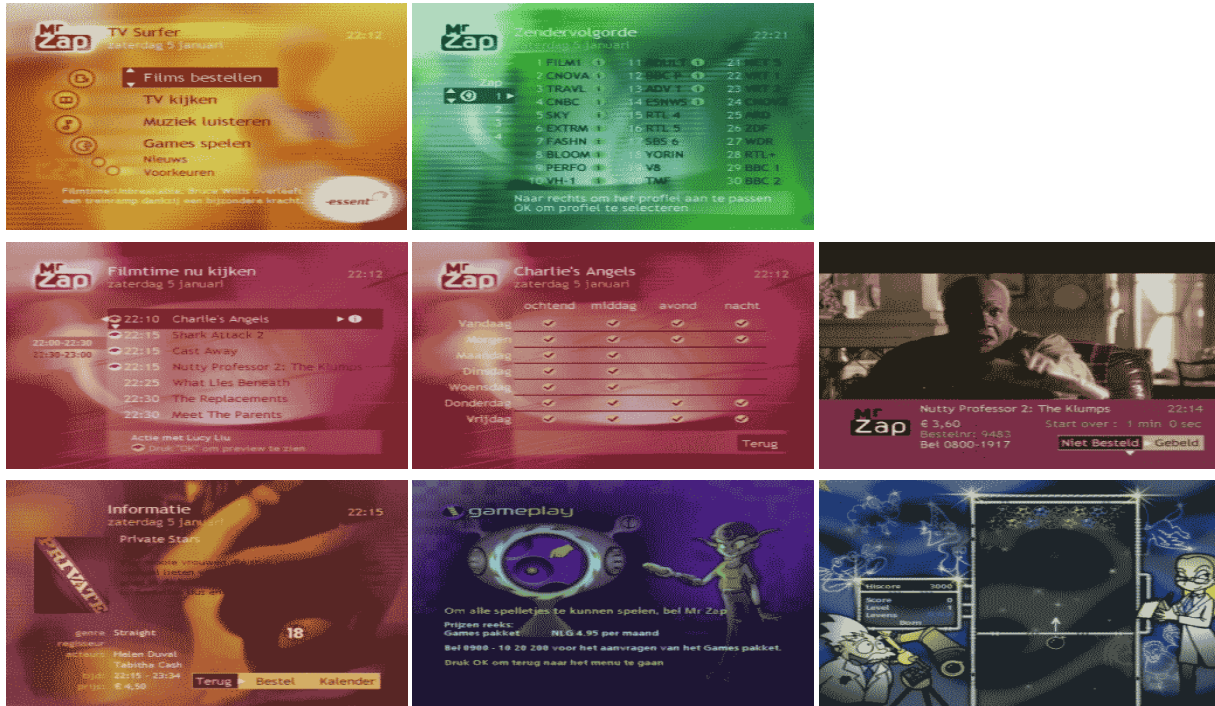 Mr Zap
TV Surfer
zaterdag 5 januari
22:12
Films bestellen
TV kijken
Muziek luisteren
Games spelen
Nieuws
Voorkeuren
Filmtime: Unbreakable. Bruce Willis overleeft
een treinramp dankzij een bijzondere kracht.
essent
Mr Zap
Zendervolgorde
zaterdag 5 januari
22:21
Zap
1
2
3
4
1 FILM1 11 ADULT 21 NET 5
2 CNOVA 12 BBC P 22 VRT 1
3 TRAVL 13 ADV T 23 VRT 2
4 CNBC 14 ESNWS 24
5 SKY 15 RTL 4 25 ARD
6 EXTRM 16 RTL 5 26 ZDF
7 FASHN 17 SBS 6 27 WDR
8 BLOOM 18 YORIN 28 RTL+
9 PERFO 19 V8 29 BBC 1
10 VH-1 20 TMF 30 BBC 2
Naar rechts om het profiel aan te passen
OK om profiel te selecteren
Mr Zap
Filmtime nu kijken
zaterdag 5 januari
22:12
22:00-22:30
22:30-23:00
22:10 Charlie's Angels
22:15 Shark Attack 2
22:15 Cast Away
22:15 Nutty Professor 2: The Klumps
22:25 What Lies Beneath
22:30 The Replacements
22:30 Meet The Parents
Actie met Lucy Liu
Druk "OK" om preview te zien
Mr Zap
Charlie's Angels
zaterdag 5 januari
22:12
ochtend middag avond nacht
Vandaag
Morgen
Maandag
Dinsdag
Woensdag
Donderdag
Vrijdag
Terug
Mr Zap
Nutty Professor 2: The Klumps 22:14
€ 3,60 Start over : 1 min 0 sec
Bestelnr: 9483
Bel 0800-1917
Niet Besteld Gebeld
Informatie
zaterdag 5 januari
22:15
Private Stars
PRIVATE
18
genre Straight
regisseur
acteurs Helen Duval
Tabitha Cash
tijd: 22:15 - 23:34
prijs: € 4,50
Terug Bestel Kalender
gameplay
Om alle spelletjes te kunnen spelen, bel Mr Zap
Prijzen reeks:
Games pakket NLG 4.95 per maand
Bel 0900 - 10 20 200 voor het aanvragen van het Games pakket.
Druk OK om terug naar het menu te gaan
Hiscore 3000
Score 0
Level 1
Levens
Born